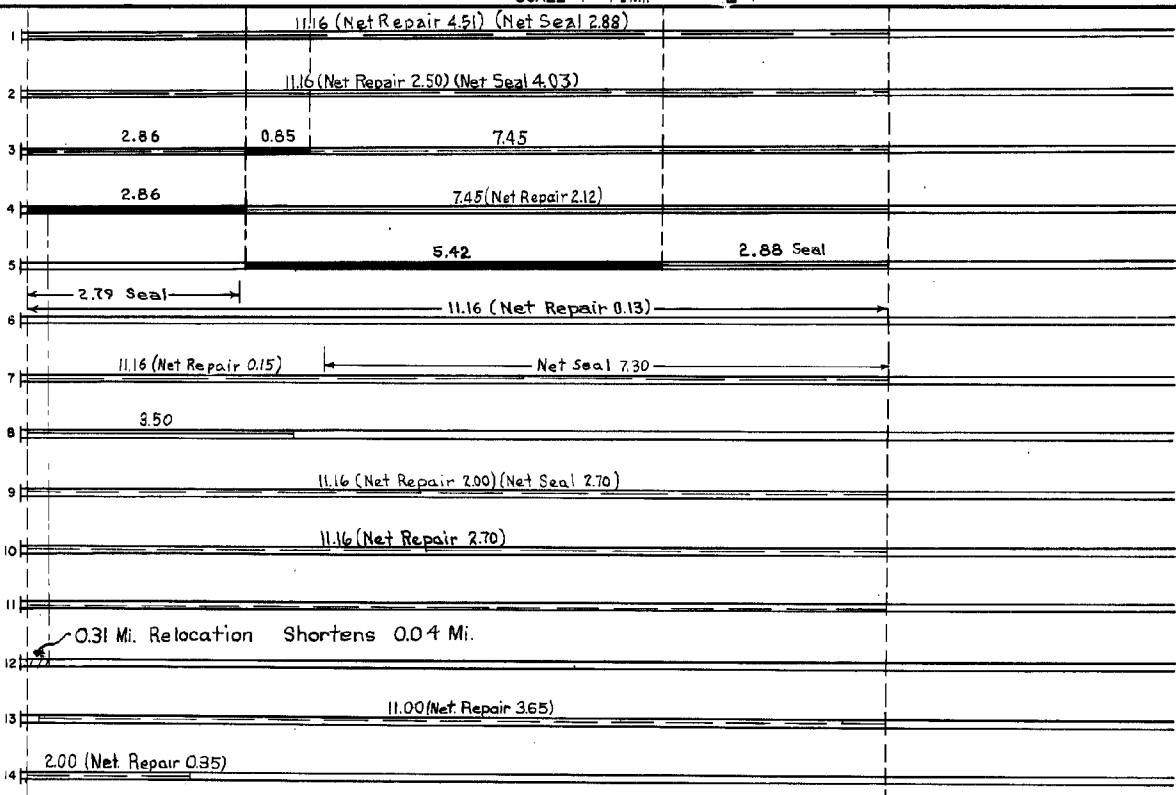 11.16 (Net Repair 4.51) (Net Seal 2.88)
1
11.16 (Net Repair 2.50) (Net Seal 4.03)
2
2.86 0.85 7.45
3
2.86 7.45 (Net Repair 2.12)
4
5.42 2.88 Seal
5
2.79 Seal
11.16 (Net Repair 0.13)
6
11.16 (Net Repair 0.15) Net Seal 7.30
7
3.50
8
11.16 (Net Repair 2.00) (Net Seal 2.70)
9
11.16 (Net Repair 2.70)
10
11
0.31 Mi. Relocation Shortens 0.04 Mi.
12
11.00 (Net Repair 3.65)
13
2.00 (Net Repair 0.35)
14